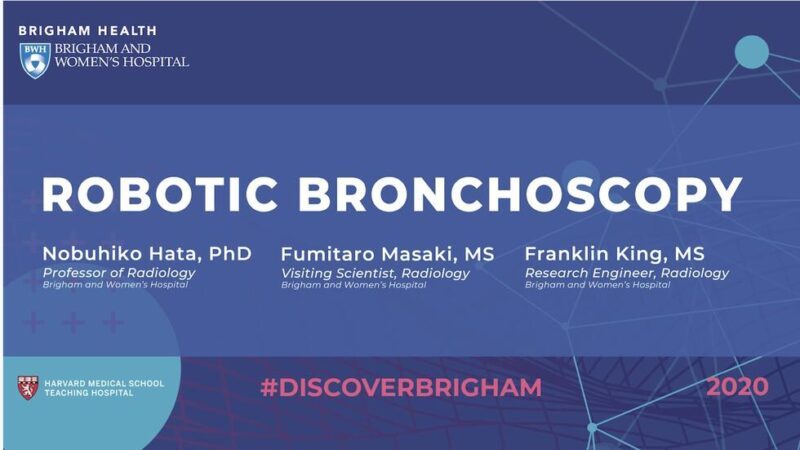 BRIGHAM HEALTH
BWH
BRIGHAM AND
WOMEN'S HOSPITAL
ROBOTIC BRONCHOSCOPY
Nobuhiko Hata, PhD
Professor of Radiology
Brigham and Women's Hospital
Fumitaro Masaki, MS
Visiting Scientist, Radiology
Brigham and Women's Hospital
Franklin King, MS
Research Engineer, Radiology
Brigham and Women's Hospital
HARVARD MEDICAL SCHOOL
TEACHING HOSPITAL
#DISCOVERBRIGHAM
2020